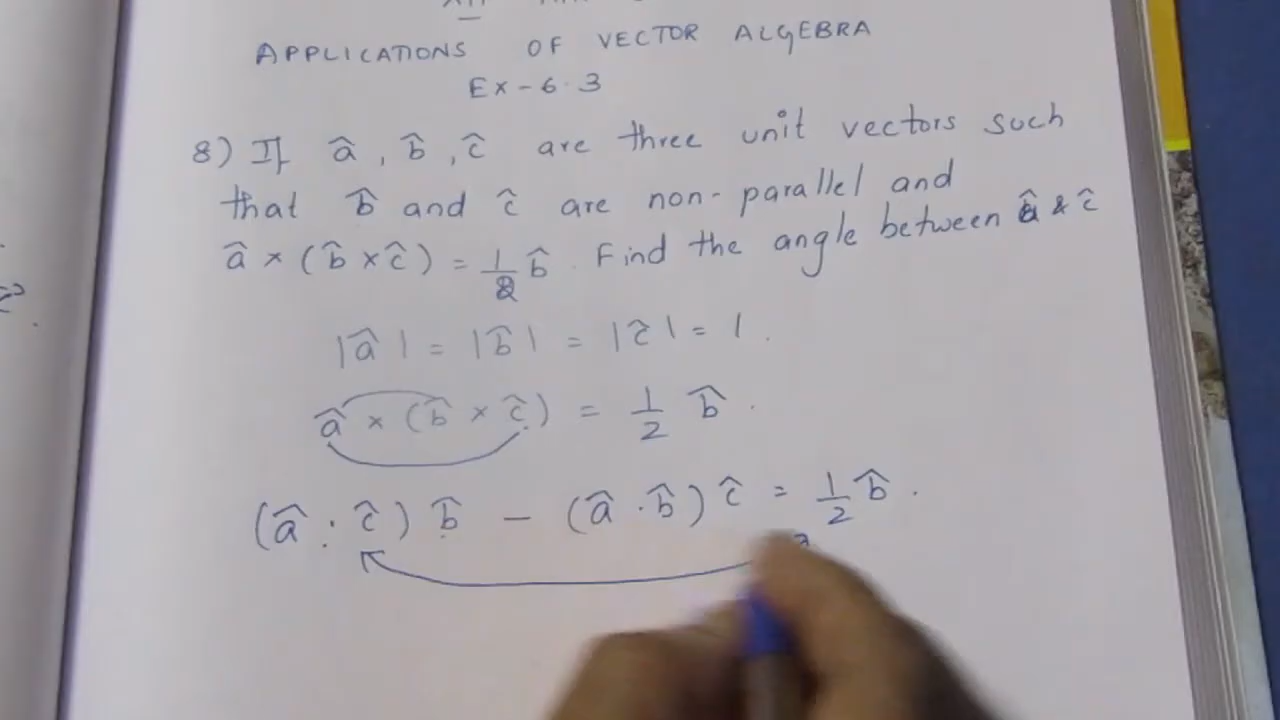 APPLICATIONS OF VECTOR ALGEBRA
Ex-6.3
8) If â, b̂, ĉ are three unit vectors such
that b̂ and ĉ are non-parallel and
â × (b̂ × ĉ) = 1/2 b̂. Find the angle between â & ĉ
|â| = |b̂| = |ĉ| = 1.
â × (b̂ × ĉ) = 1/2 b̂.
(â · ĉ) b̂ - (â · b̂) ĉ = 1/2 b̂.